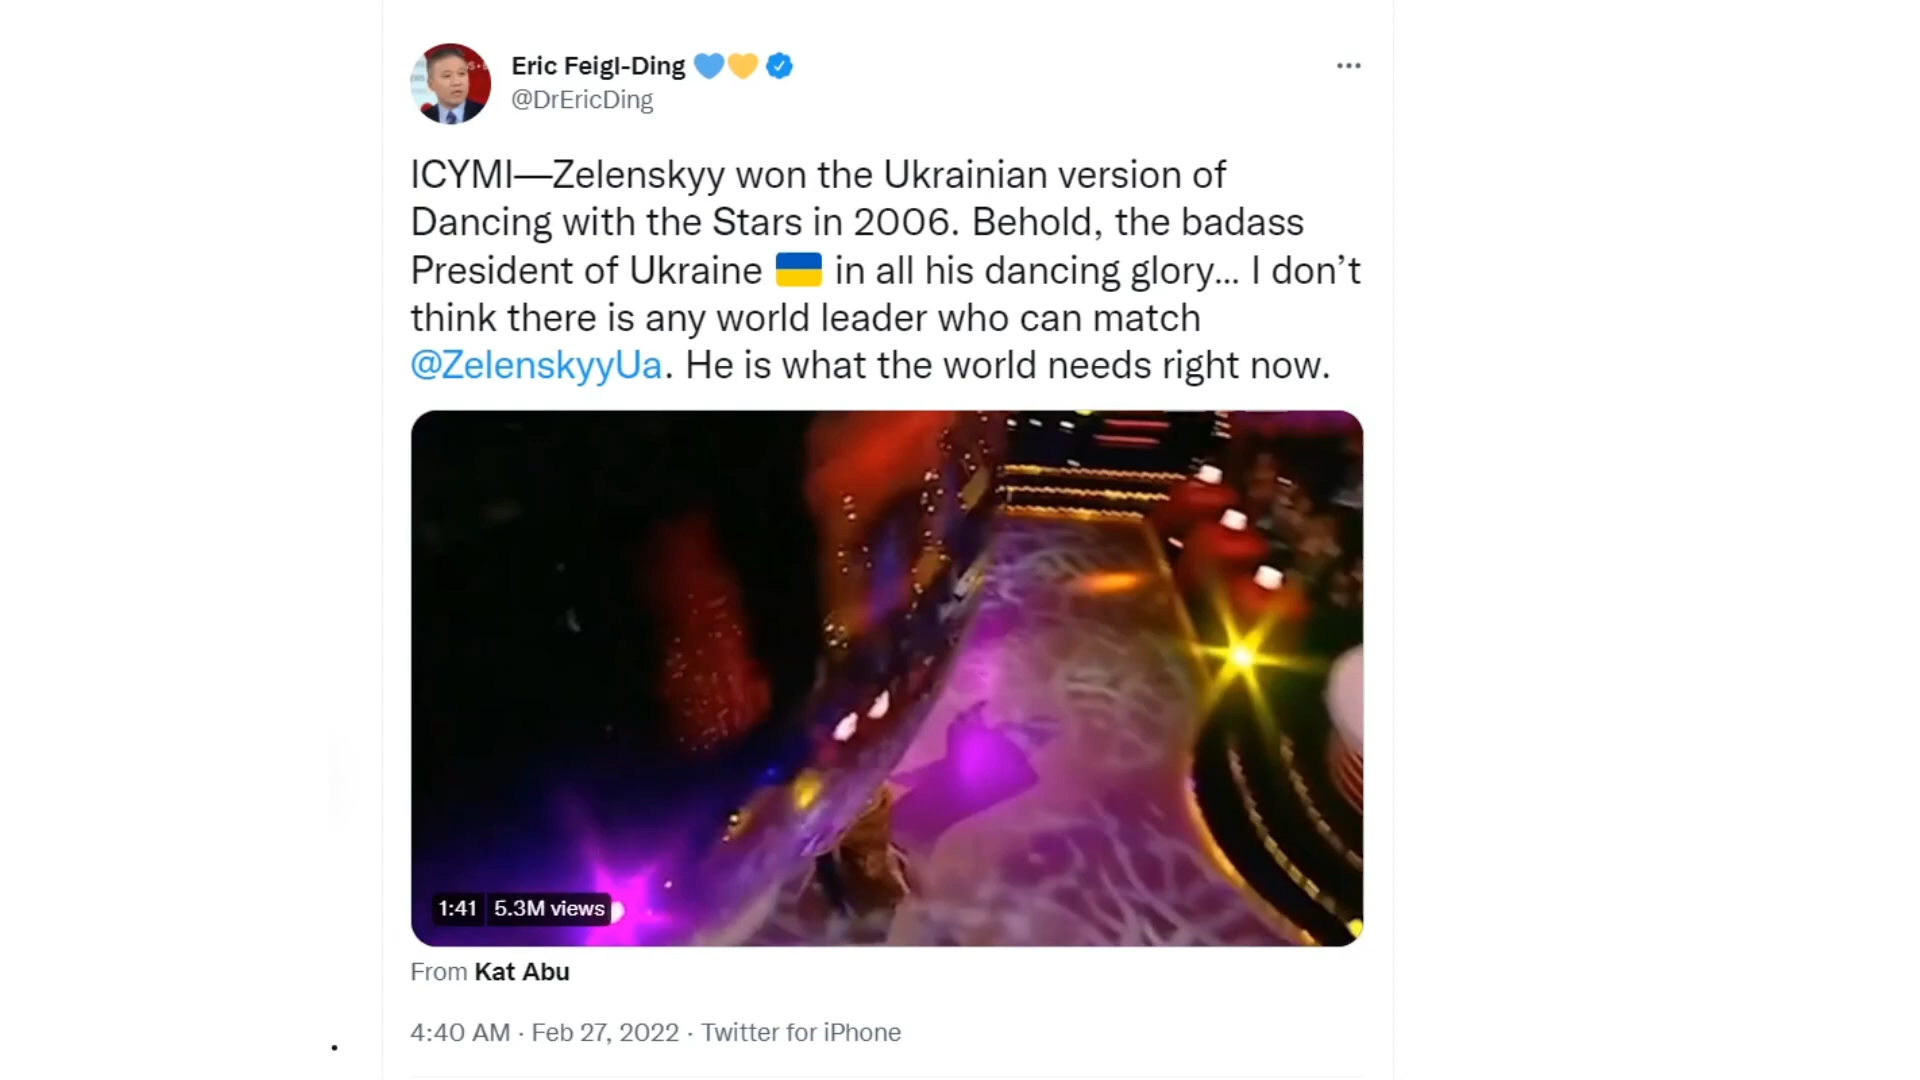 Eric Feigl-Ding 💙💛
@DrEricDing
ICYMI—Zelenskyy won the Ukrainian version of
Dancing with the Stars in 2006. Behold, the badass
President of Ukraine 🇺🇦 in all his dancing glory... I don’t
think there is any world leader who can match
@ZelenskyyUa. He is what the world needs right now.
1:41 5.3M views
From Kat Abu
4:40 AM · Feb 27, 2022 · Twitter for iPhone